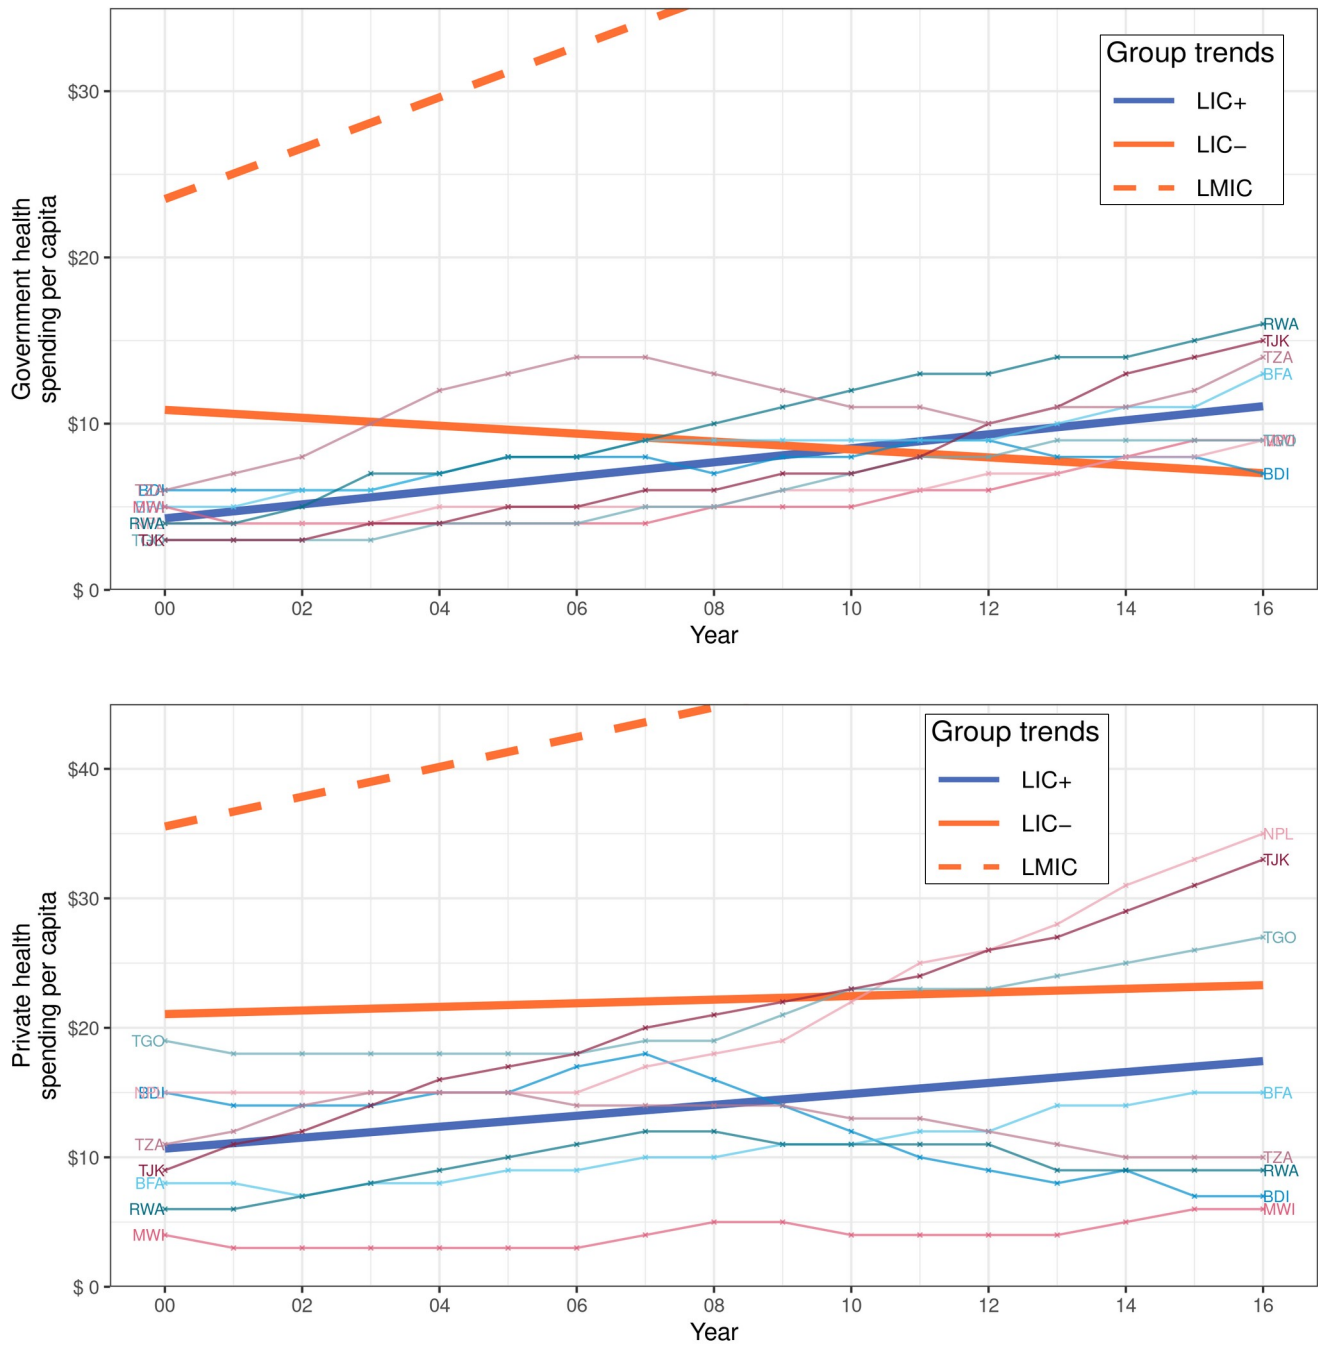 Group trends
LIC+
LIC−
LMIC
Government health
spending per capita
$30
$20
$10
$ 0
RWA
TJK
TZA
BFA
BDI
BDI
MWI
RWA
TJK
00 02 04 06 08 10 12 14 16
Year
Group trends
LIC+
LIC−
LMIC
Private health
spending per capita
$40
$30
$20
$10
$ 0
NPL
TJK
TGO
BFA
TZA
RWA
BDI
MWI
TGO
BDI
TZA
TJK
BFA
RWA
MWI
00 02 04 06 08 10 12 14 16
Year